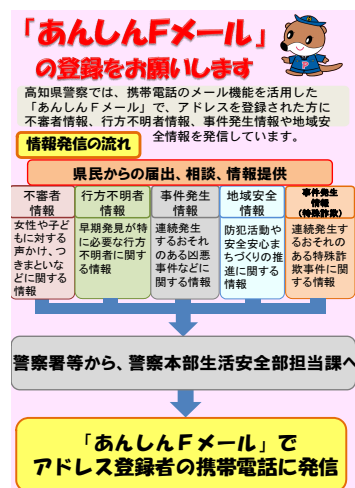 「あんしんFメール」
の登録をお願いします
高知県警察では、携帯電話のメール機能を活用した
「あんしんFメール」で、アドレスを登録された方に
不審者情報、行方不明者情報、事件発生情報や地域安
全情報を発信しています。
情報発信の流れ
県民からの届出、相談、情報提供
不審者
情報
女性や子ど
もに対する
声かけ、つ
きまといな
どに関する
情報
行方不明者
情報
早期発見が特
に必要な行方
不明者に関す
る情報
事件発生
情報
連続発生
するおそれ
のある凶悪
事件などに
関する情報
地域安全
情報
防犯活動や
安全安心ま
ちづくりの推
進に関する
情報
事件発生
情報
(特殊詐欺)
連続発生す
るおそれの
ある特殊詐
欺事件に関
する情報
警察署等から、警察本部生活安全部担当課へ
「あんしんFメール」で
アドレス登録者の携帯電話に発信